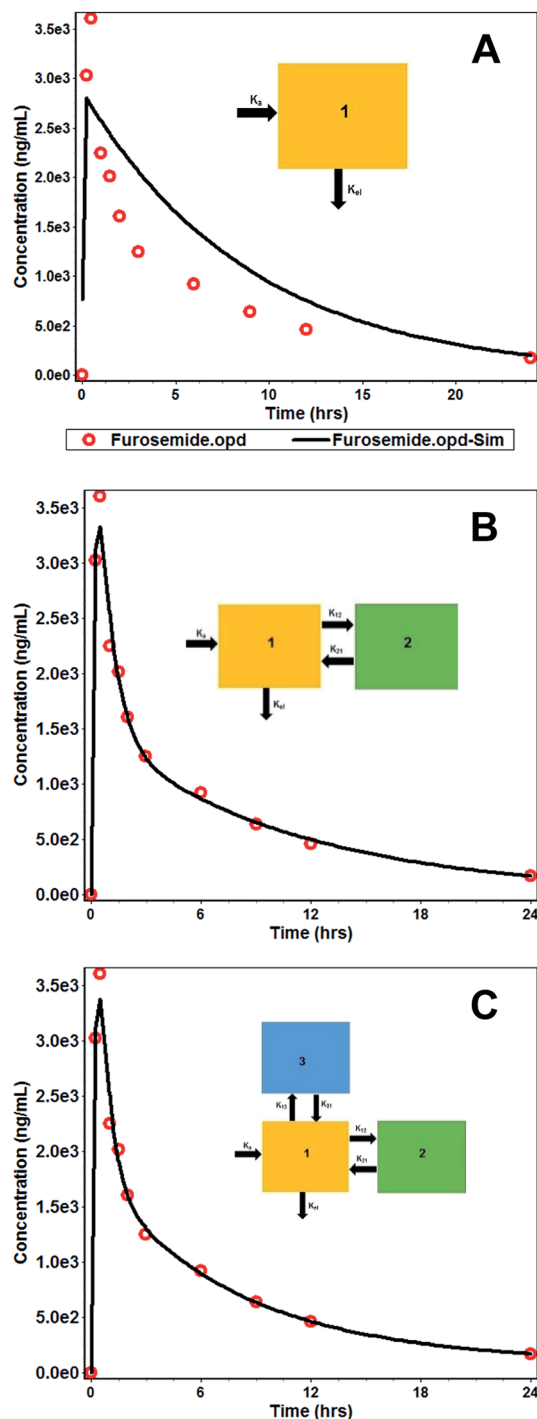 A
3.5e3
3.0e3
2.5e3
2.0e3
1.5e3
1.0e3
5.0e2
0.0e0
Concentration (ng/mL)
Ka
1
Kel
0 5 10 15 20
Time (hrs)
Furosemide.opd Furosemide.opd-Sim
B
3.5e3
3.0e3
2.5e3
2.0e3
1.5e3
1.0e3
5.0e2
0.0e0
Concentration (ng/mL)
Ka
1
K12
K21
2
Kel
0 6 12 18 24
Time (hrs)
C
3.5e3
3.0e3
2.5e3
2.0e3
1.5e3
1.0e3
5.0e2
0.0e0
Concentration (ng/mL)
3
K13 K31
Ka
1
K12
K21
2
Kel
0 6 12 18 24
Time (hrs)